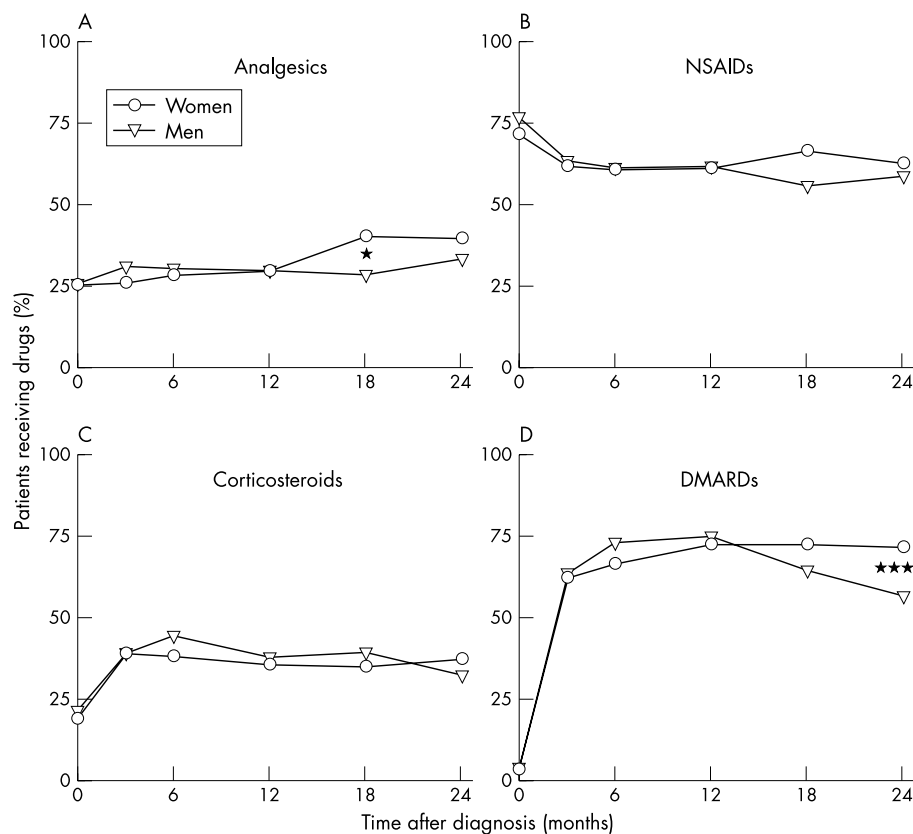 A
Analgesics
Women
Men
100
75
50
25
0
0 6 12 18 24
B
NSAIDs
100
75
50
25
0
0 6 12 18 24
C
Corticosteroids
100
75
50
25
0
0 6 12 18 24
D
DMARDs
100
75
50
25
0
0 6 12 18 24
Patients receiving drugs (%)
Time after diagnosis (months)